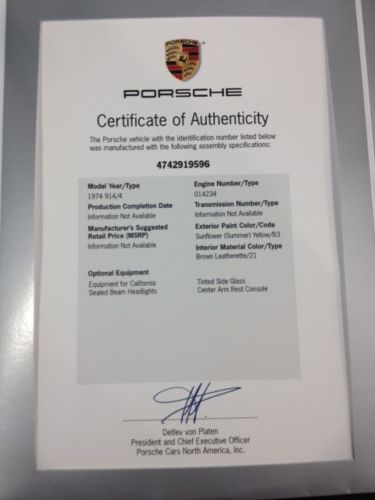 PORSCHE
Certificate of Authenticity
The Porsche vehicle with the identification number listed below
was manufactured with the following assembly specifications:
4742919596
Model Year/Type
1974 914/4
Production Completion Date
Information Not Available
Manufacturer's Suggested
Retail Price (MSRP)
Information Not Available
Engine Number/Type
014234
Transmission Number/Type
Information Not Available
Exterior Paint Color/Code
Sunflower (Summer) Yellow/B3
Interior Material Color/Type
Brown Leatherette/21
Optional Equipment
Equipment for California
Sealed Beam Headlights
Tinted Side Glass
Center Arm Rest Console
Detlev von Platen
President and Chief Executive Officer
Porsche Cars North America, Inc.